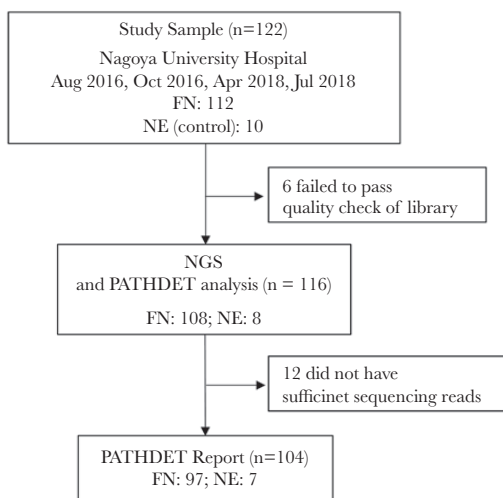 Study Sample (n=122)
Nagoya University Hospital
Aug 2016, Oct 2016, Apr 2018, Jul 2018
FN: 112
NE (control): 10
6 failed to pass
quality check of library
NGS
and PATHDET analysis (n = 116)
FN: 108; NE: 8
12 did not have
sufficinet sequencing reads
PATHDET Report (n=104)
FN: 97; NE: 7